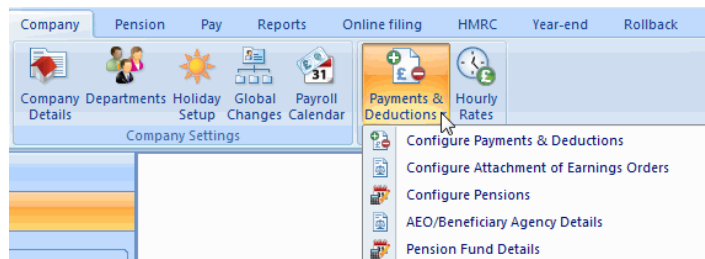 Company Pension Pay Reports Online filing HMRC Year-end Rollback
Company Departments Holiday Global Payroll Payments & Hourly
Details Setup Changes Calendar Deductions Rates
Company Settings
31
Configure Payments & Deductions
Configure Attachment of Earnings Orders
Configure Pensions
AEO/Beneficiary Agency Details
Pension Fund Details